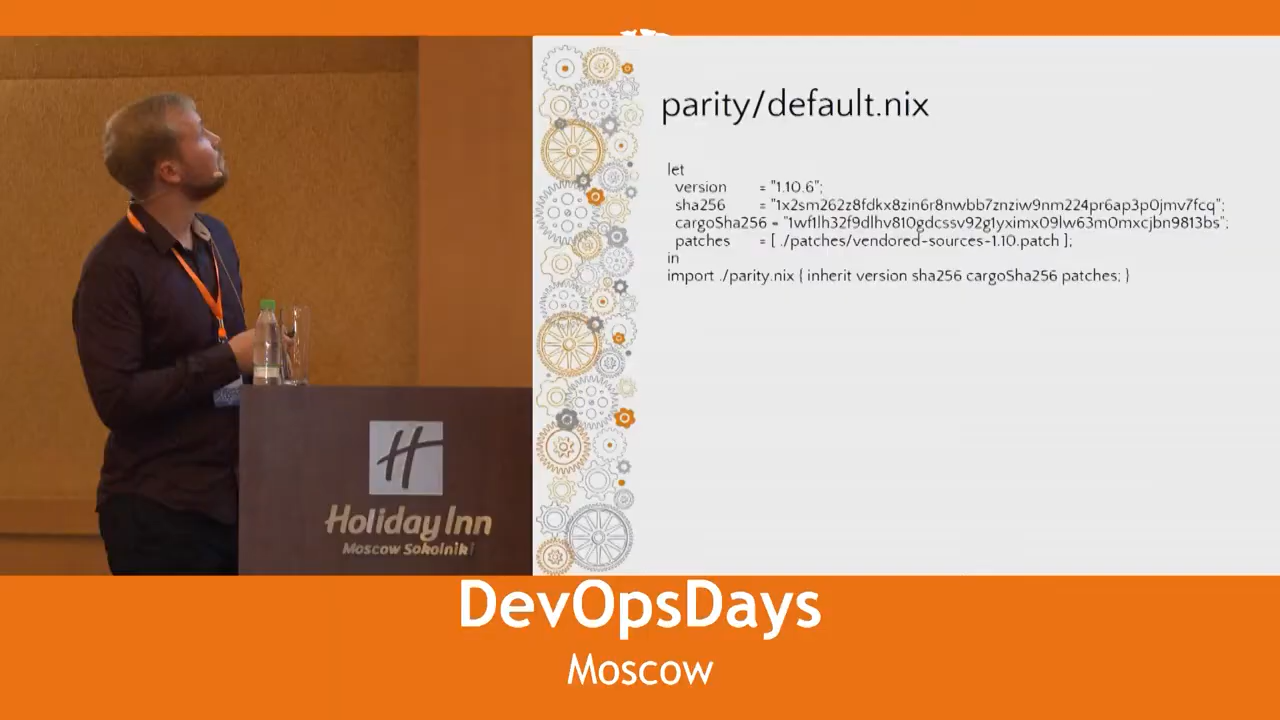 parity/default.nix
let
version = "1.10.6";
sha256 = "1x2sm262z8fdkx8zin6r8nwbb7znziw9nm224pr6ap3p0jmv7fcq";
cargoSha256 = "1wf1lh32f9dlhv810gdcssv92g1yximx09lw63m0mxcjbn9813bs";
patches = [ ./patches/vendored-sources-1.10.patch ];
in
import ./parity.nix { inherit version sha256 cargoSha256 patches; }
H
Holiday Inn
Moscow Sokolniki
DevOpsDays
Moscow